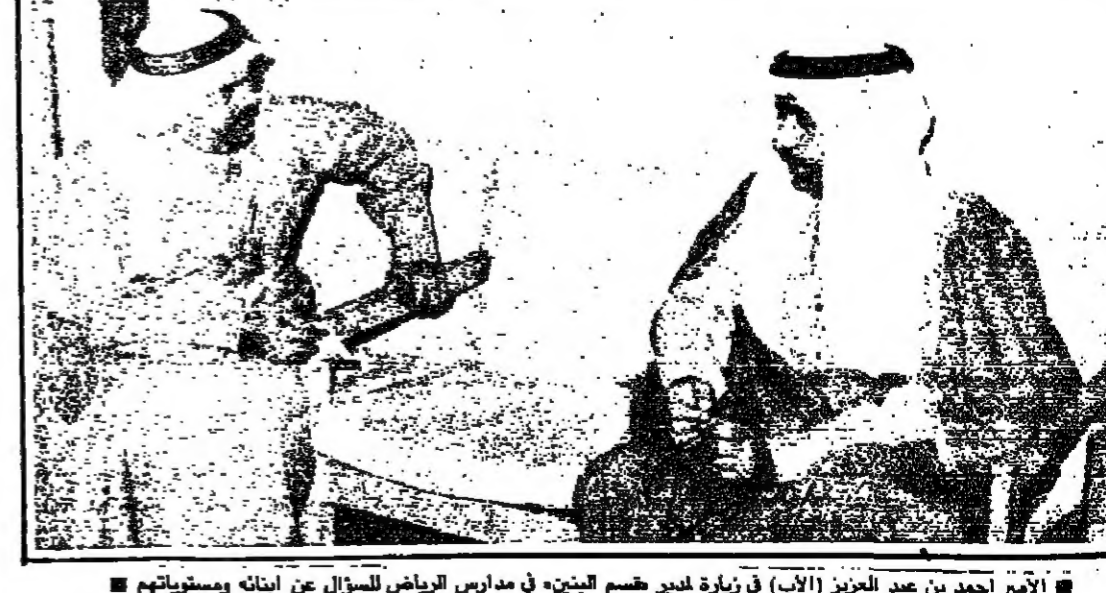 ■ الأمير احمد بن عبد العزيز (الأب) في زيارة لمدير «قسم البنين» في مدارس الرياض للسؤال عن ابنائه ومستوياتهم ■